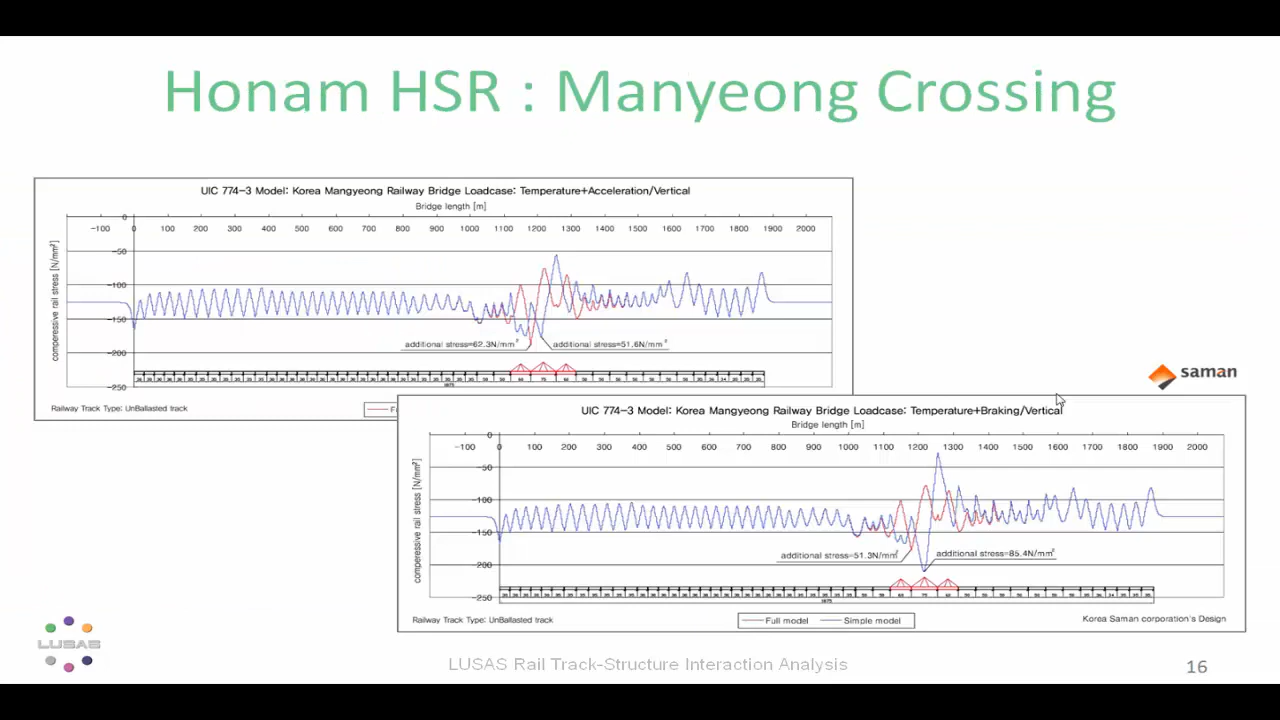 Honam HSR : Manyeong Crossing
UIC 774-3 Model: Korea Mangyeong Railway Bridge Loadcase: Temperature+Acceleration/Vertical
Bridge length [m]
-100 0 100 200 300 400 500 600 700 800 900 1000 1100 1200 1300 1400 1500 1600 1700 1800 1900 2000
comperessive rail stress [N/mm²]
0
-50
-100
-150
-200
-250
additional stress=62.3N/mm²
additional stress=51.6N/mm²
Railway Track Type: UnBallasted track
saman
UIC 774-3 Model: Korea Mangyeong Railway Bridge Loadcase: Temperature+Braking/Vertical
Bridge length [m]
-100 0 100 200 300 400 500 600 700 800 900 1000 1100 1200 1300 1400 1500 1600 1700 1800 1900 2000
comperessive rail stress [N/mm²]
0
-50
-100
-150
-200
-250
additional stress=51.3N/mm²
additional stress=85.4N/mm²
Railway Track Type: UnBallasted track
Full model
Simple model
Korea Saman corporation's Design
LUSAS
LUSAS Rail Track-Structure Interaction Analysis
16